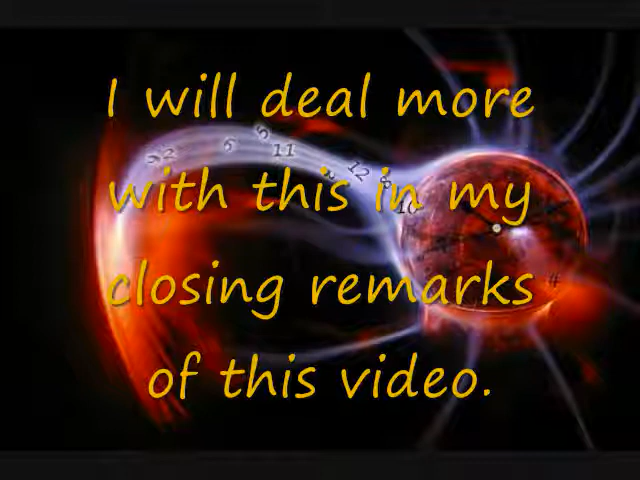 I will deal more
with this in my
closing remarks
of this video.